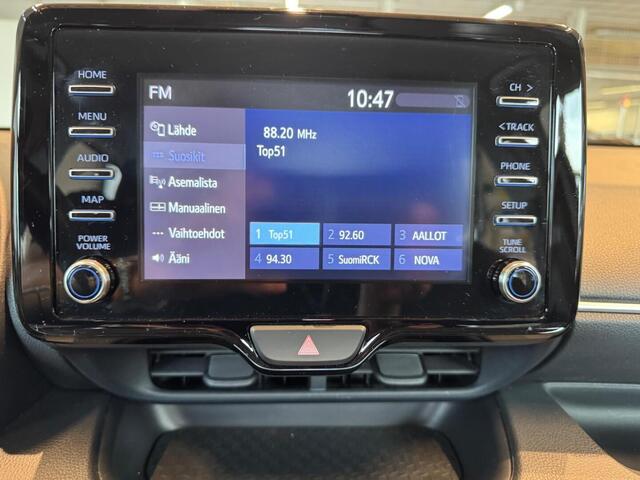 HOME
MENU
AUDIO
MAP
POWER
VOLUME
FM
10:47
Lähde
Suosikit
Asemalista
Manuaalinen
Vaihtoehdot
Ääni
88.20 MHz
Top51
1 Top51
2 92.60
3 AALLOT
4 94.30
5 SuomiRCK
6 NOVA
CH >
< TRACK
PHONE
SETUP
TUNE
SCROLL